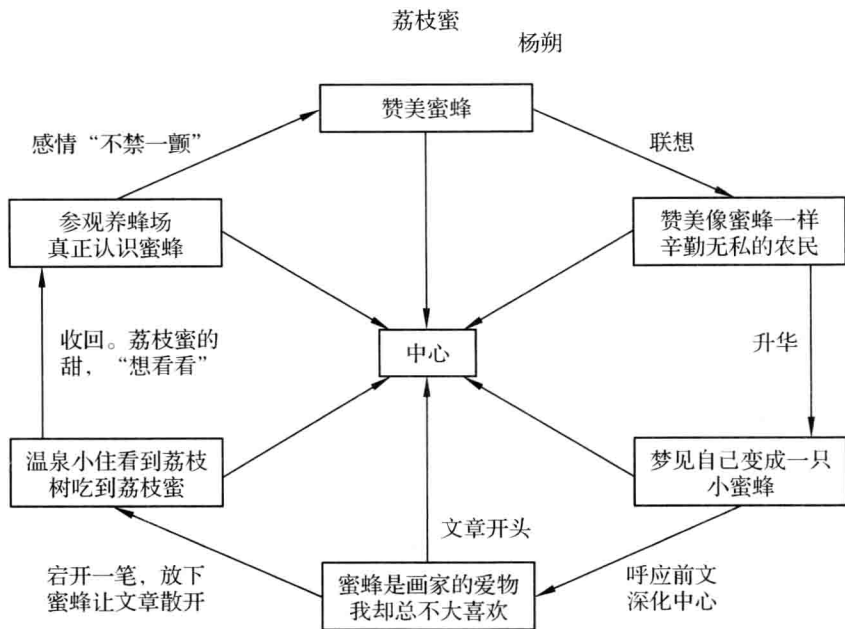 荔枝蜜
杨朔
赞美蜜蜂
感情“不禁一颤”
联想
参观养蜂场
真正认识蜜蜂
赞美像蜜蜂一样
辛勤无私的农民
收回。荔枝蜜的
甜，“想看看”
中心
升华
温泉小住看到荔枝
树吃到荔枝蜜
梦见自己变成一只
小蜜蜂
文章开头
宕开一笔，放下
蜜蜂让文章散开
蜜蜂是画家的爱物
我却总不大喜欢
呼应前文
深化中心